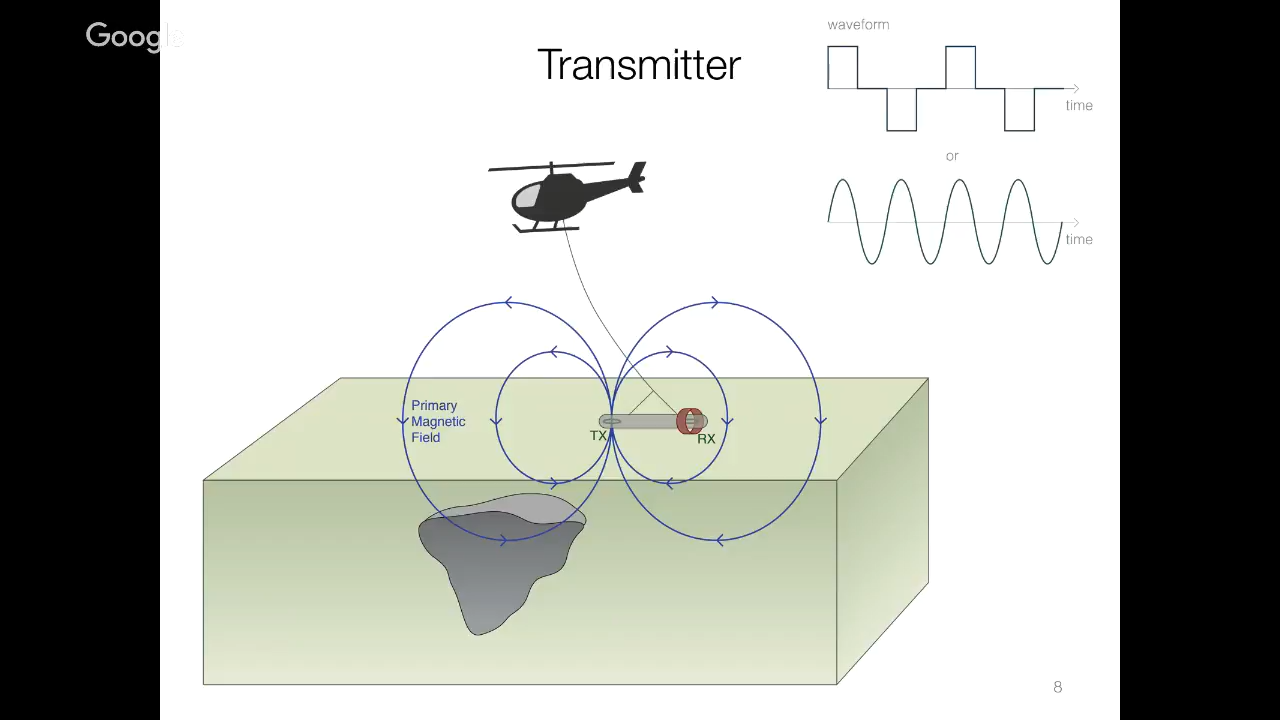 Google
Transmitter
waveform
time
or
time
Primary
Magnetic
Field
TX
RX
8